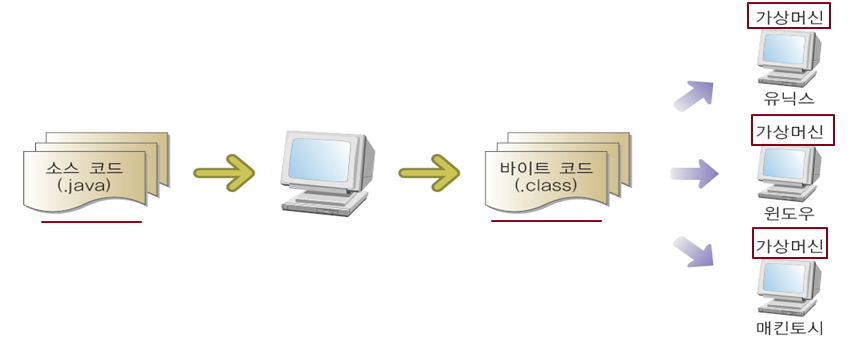 소스 코드
(.java)
바이트 코드
(.class)
가상머신
유닉스
가상머신
윈도우
가상머신
매킨토시